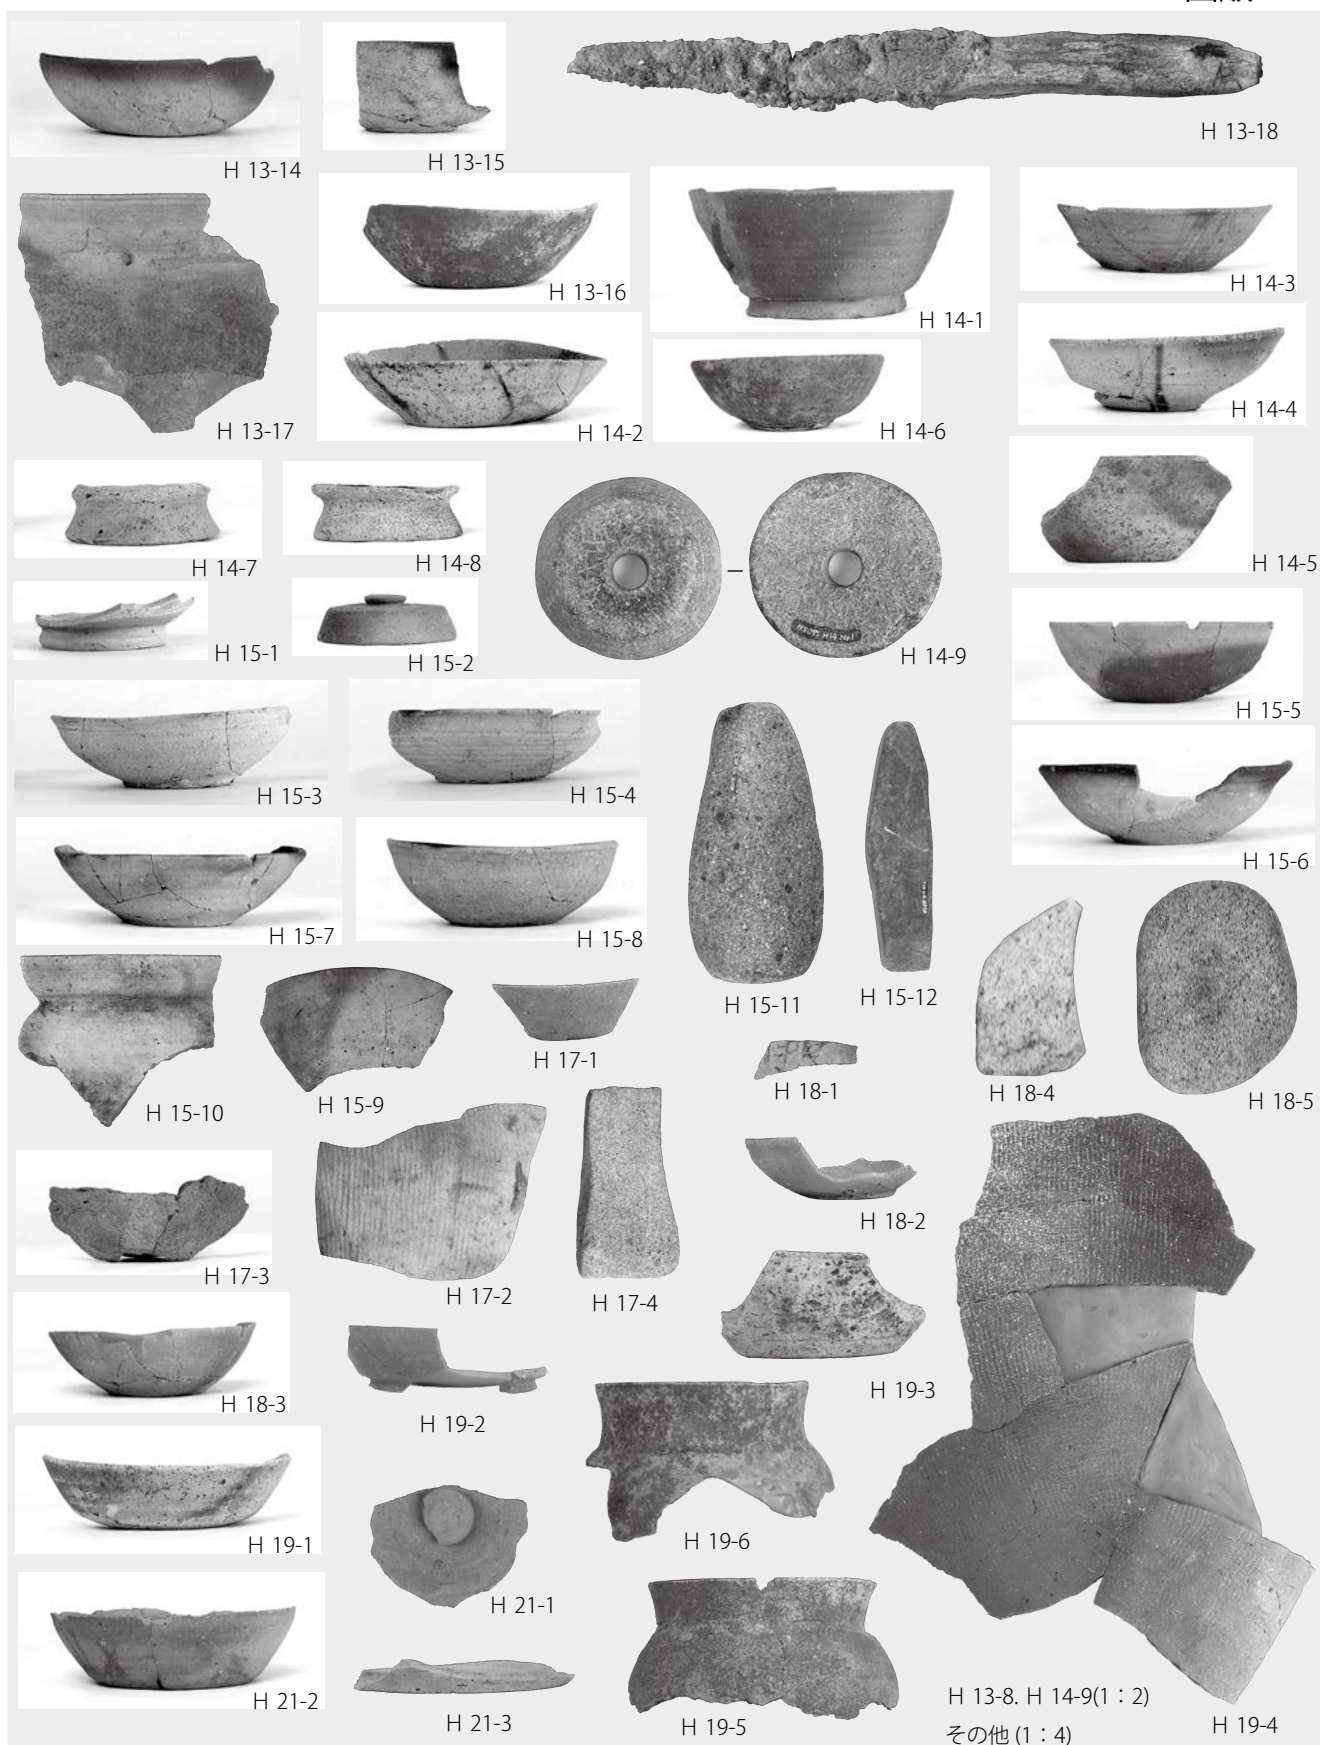 H 13-14
H 13-15
H 13-18
H 13-16
H 14-1
H 14-3
H 13-17
H 14-2
H 14-6
H 14-4
H 14-7
H 14-8
H 14-5
H 15-1
H 15-2
H 14-9
H 15-5
H 15-3
H 15-4
H 15-6
H 15-7
H 15-8
H 15-11
H 15-12
H 15-10
H 15-9
H 17-1
H 18-1
H 18-4
H 18-5
H 17-3
H 17-2
H 17-4
H 18-2
H 18-3
H 19-2
H 19-3
H 19-1
H 21-1
H 19-6
H 21-2
H 21-3
H 19-5
H 13-8. H 14-9(1：2)
その他 (1：4)
H 19-4